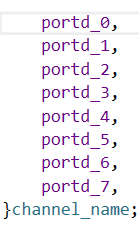 portd_0,
portd_1,
portd_2,
portd_3,
portd_4,
portd_5,
portd_6,
portd_7,
}channel_name;